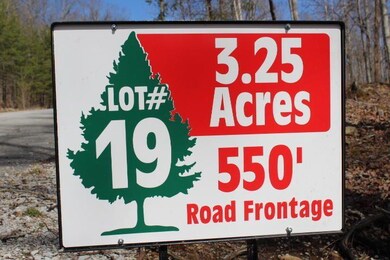 LOT#
19
3.25
Acres
550'
Road Frontage